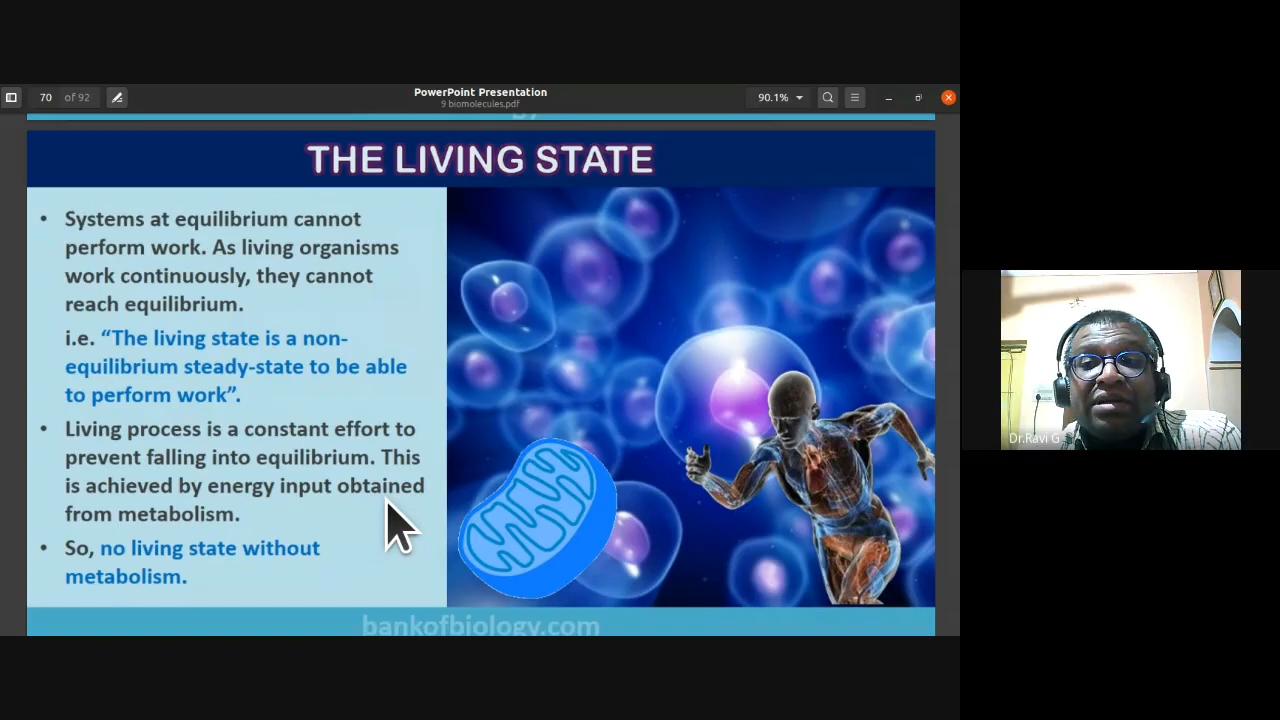 70 of 92
PowerPoint Presentation
9 biomolecules.pdf
90.1%
THE LIVING STATE
• Systems at equilibrium cannot
perform work. As living organisms
work continuously, they cannot
reach equilibrium.
i.e. “The living state is a non-
equilibrium steady-state to be able
to perform work”.
• Living process is a constant effort to
prevent falling into equilibrium. This
is achieved by energy input obtained
from metabolism.
• So, no living state without
metabolism.
bankofbiology.com
Dr.Ravi G